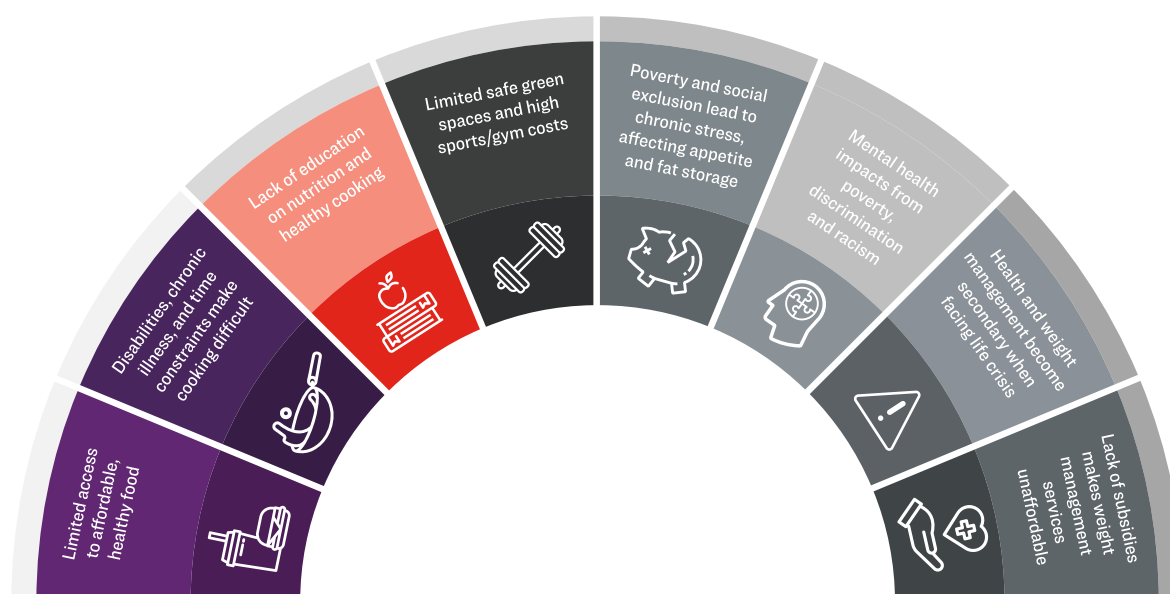 Limited access
to affordable,
healthy food
Disabilities, chronic
illness, and time
constraints make
cooking difficult
Lack of education
on nutrition and
healthy cooking
Limited safe green
spaces and high
sports/gym costs
Poverty and social
exclusion lead to
chronic stress,
affecting appetite
and fat storage
Mental health
impacts from
poverty,
discrimination
and racism
Health and weight
management become
secondary when
facing life crisis
Lack of subsidies
makes weight
management
services
unaffordable